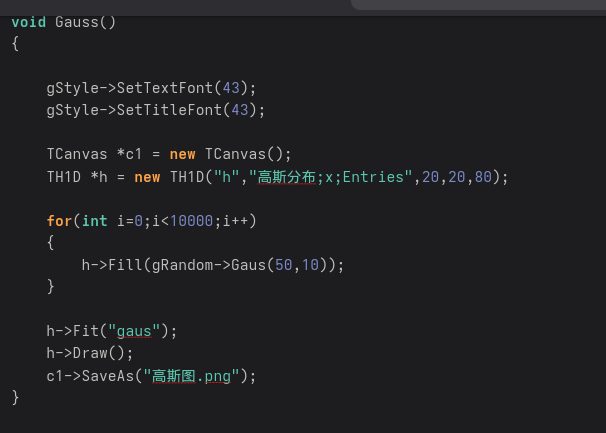 void Gauss()
{
gStyle->SetTextFont(43);
gStyle->SetTitleFont(43);
TCanvas *c1 = new TCanvas();
TH1D *h = new TH1D("h","高斯分布;x;Entries",20,20,80);
for(int i=0;i<10000;i++)
{
h->Fill(gRandom->Gaus(50,10));
}
h->Fit("gaus");
h->Draw();
c1->SaveAs("高斯图.png");
}